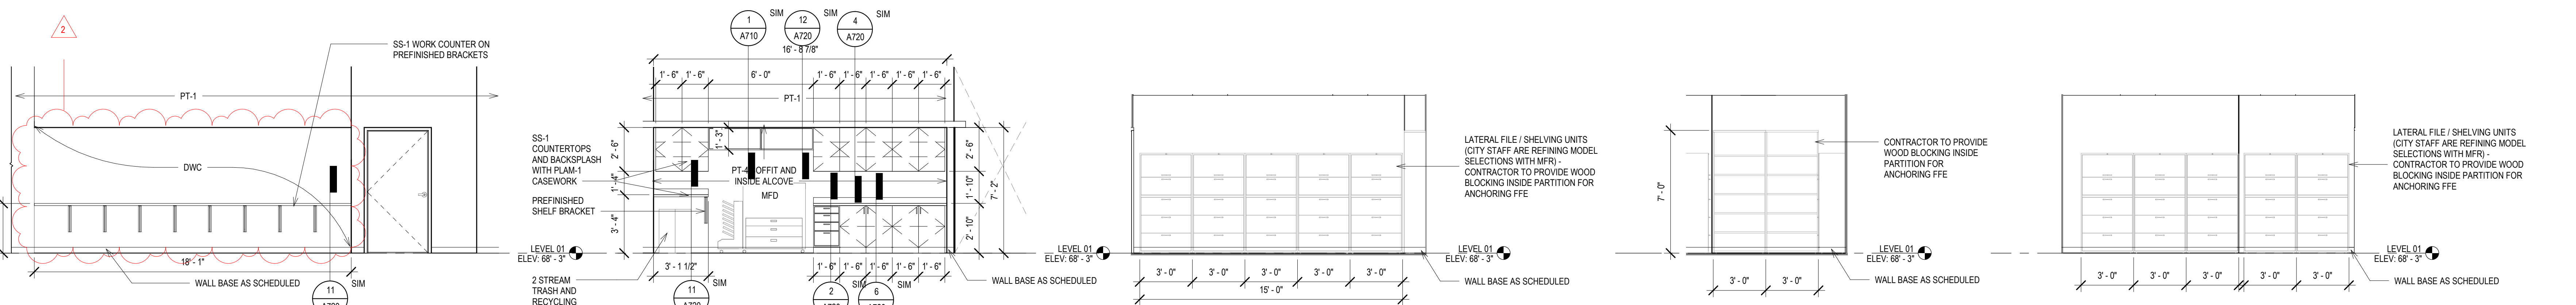 2
SS-1 WORK COUNTER ON
PREFINISHED BRACKETS
PT-1
DWC
18' - 1"
WALL BASE AS SCHEDULED
11
SIM
1
A710
SIM
12
A720
SIM
4
A720
SIM
16' - 8 7/8"
1' - 6"
1' - 6"
6' - 0"
1' - 6"
1' - 6"
1' - 6"
1' - 6"
1' - 6"
PT-1
SS-1
COUNTERTOPS
AND BACKSPLASH
WITH PLAM-1
CASEWORK
PREFINISHED
SHELF BRACKET
2' - 6"
1' - 4"
3' - 4"
1' - 3"
INSIDE ALCOVE
MFD
2' - 6"
1' - 10"
2' - 10"
7' - 2"
LEVEL 01
ELEV: 68' - 3"
2 STREAM
TRASH AND
RECYCLING
3' - 1 1/2"
1' - 6"
1' - 6"
1' - 6"
1' - 6"
1' - 6"
11
SIM
2
SIM
6
SIM
WALL BASE AS SCHEDULED
LEVEL 01
ELEV: 68' - 3"
LATERAL FILE / SHELVING UNITS
(CITY STAFF ARE REFINING MODEL
SELECTIONS WITH MFR) -
CONTRACTOR TO PROVIDE WOOD
BLOCKING INSIDE PARTITION FOR
ANCHORING FFE
3' - 0"
3' - 0"
3' - 0"
3' - 0"
3' - 0"
15' - 0"
LEVEL 01
ELEV: 68' - 3"
WALL BASE AS SCHEDULED
7' - 0"
CONTRACTOR TO PROVIDE
WOOD BLOCKING INSIDE
PARTITION FOR
ANCHORING FFE
3' - 0"
3' - 0"
LEVEL 01
ELEV: 68' - 3"
WALL BASE AS SCHEDULED
LATERAL FILE / SHELVING UNITS
(CITY STAFF ARE REFINING MODEL
SELECTIONS WITH MFR) -
CONTRACTOR TO PROVIDE WOOD
BLOCKING INSIDE PARTITION FOR
ANCHORING FFE
3' - 0"
3' - 0"
3' - 0"
3' - 0"
3' - 0"
LEVEL 01
ELEV: 68' - 3"
WALL BASE AS SCHEDULED